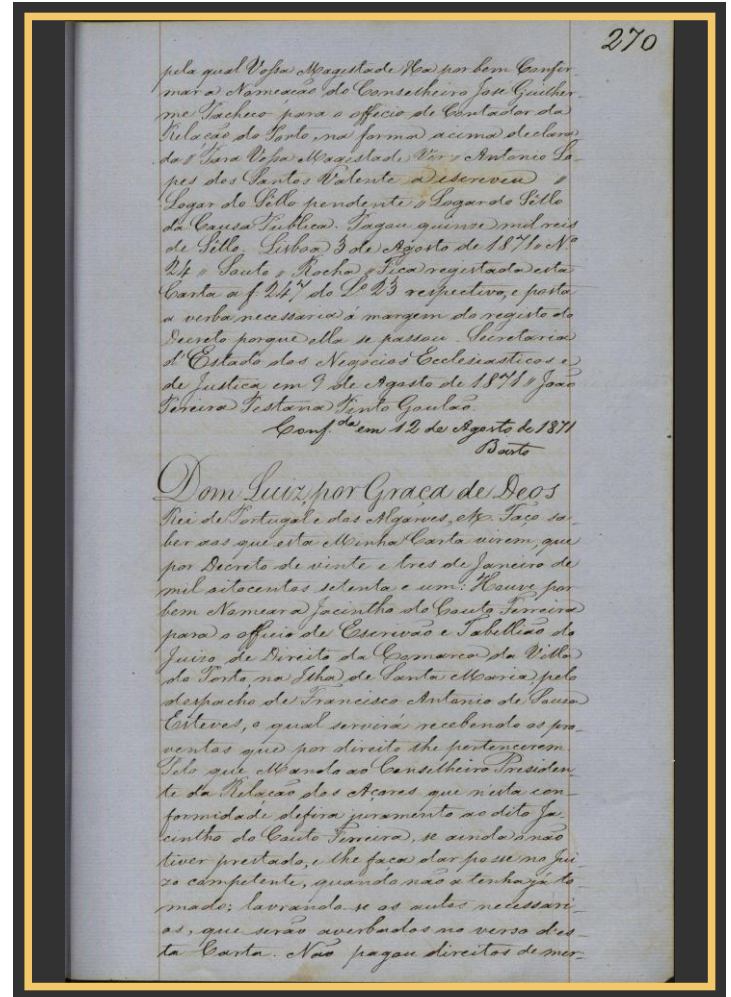 270
pela qual Vossa Magestade Ha por bem Confir-
mar a Nomeação do Conselheiro José Guilher-
me Pacheco para o officio de Contador da
Relação do Porto, na forma acima declara-
da " Para Vossa Magestade Ver " Antonio Lo-
pes dos Santos Valente a escreveu "
Logar do Sêllo pendente " Logar do Sêllo
da Causa Publica. Pagou quinze mil reis
de Sêllo. Lisboa 3 de Agosto de 1871 " Nº
24 " Souto " Rocha " Fica registada esta
Carta a f. 247 do Lº 23 respectivo, e posta
a verba necessaria á margem do registo do
Decreto porque ella se passou. Secretaria
d'Estado dos Negocios Ecclesiasticos e
de Justiça em 9 de Agosto de 1871 " João
Pereira Pestana Pinto Goulão.
Conf.da em 12 de Agosto de 1871
Dom Luiz, por Graça de Deos
Rei de Portugal e dos Algarves, &. Faço sa-
ber aos que esta Minha Carta virem, que
por Decreto de vinte e tres de Janeiro de
mil oitocentos setenta e um: Houve por
bem Nomear a Jacintho do Couto Ferreira
para o officio de Escrivão e Tabellião do
Juizo de Direito da Comarca da Villa
do Porto, na Ilha de Santa Maria, pelo
despacho de Francisco Antonio de Sousa
Esteves, o qual servirá recebendo os pro-
ventos que por direito lhe pertencerem.
Pelo que Mando ao Conselheiro Presiden-
te da Relação dos Açores, que n'esta con-
formidade defira juramento ao dito Ja-
cintho do Couto Ferreira, se ainda o não
tiver prestado, e lhe faça dar posse no Jui-
zo competente, quando não a tenha já to-
mado; lavrando-se os autos necessari-
os, que serão averbados no verso d'es-
ta Carta. Não pagou direitos de mer-